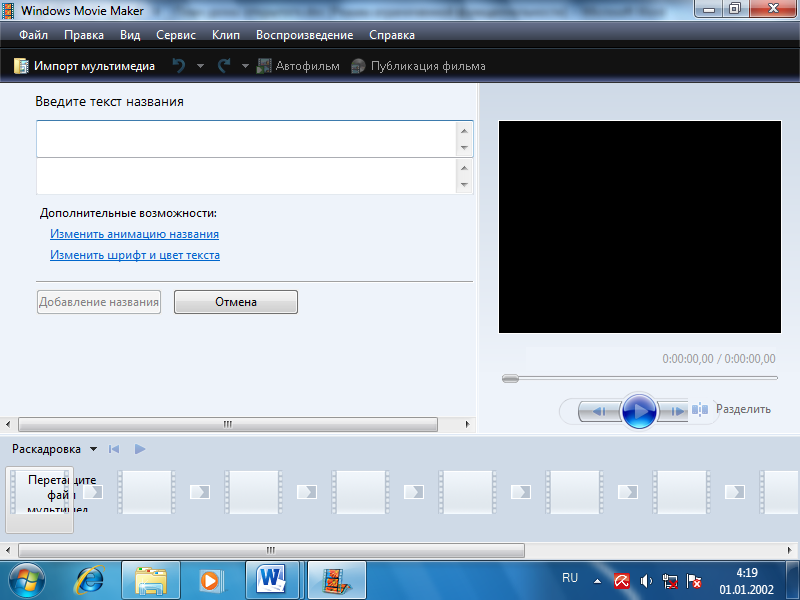 Windows Movie Maker
Файл Правка Вид Сервис Клип Воспроизведение Справка
Импорт мультимедиа Автофильм Публикация фильма
Введите текст названия
Дополнительные возможности:
Изменить анимацию названия
Изменить шрифт и цвет текста
Добавление названия Отмена
0:00:00,00 / 0:00:00,00
Разделить
Раскадровка
Перетащите
файл
мультимед
RU
4:19
01.01.2002